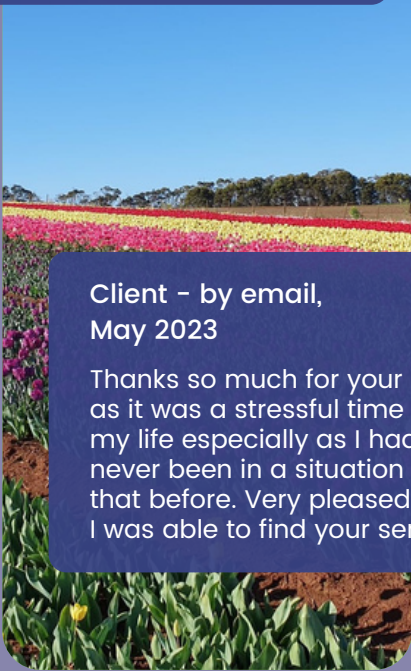 Client - by email,
May 2023
Thanks so much for your
as it was a stressful time
my life especially as I had
never been in a situation
that before. Very pleased
I was able to find your